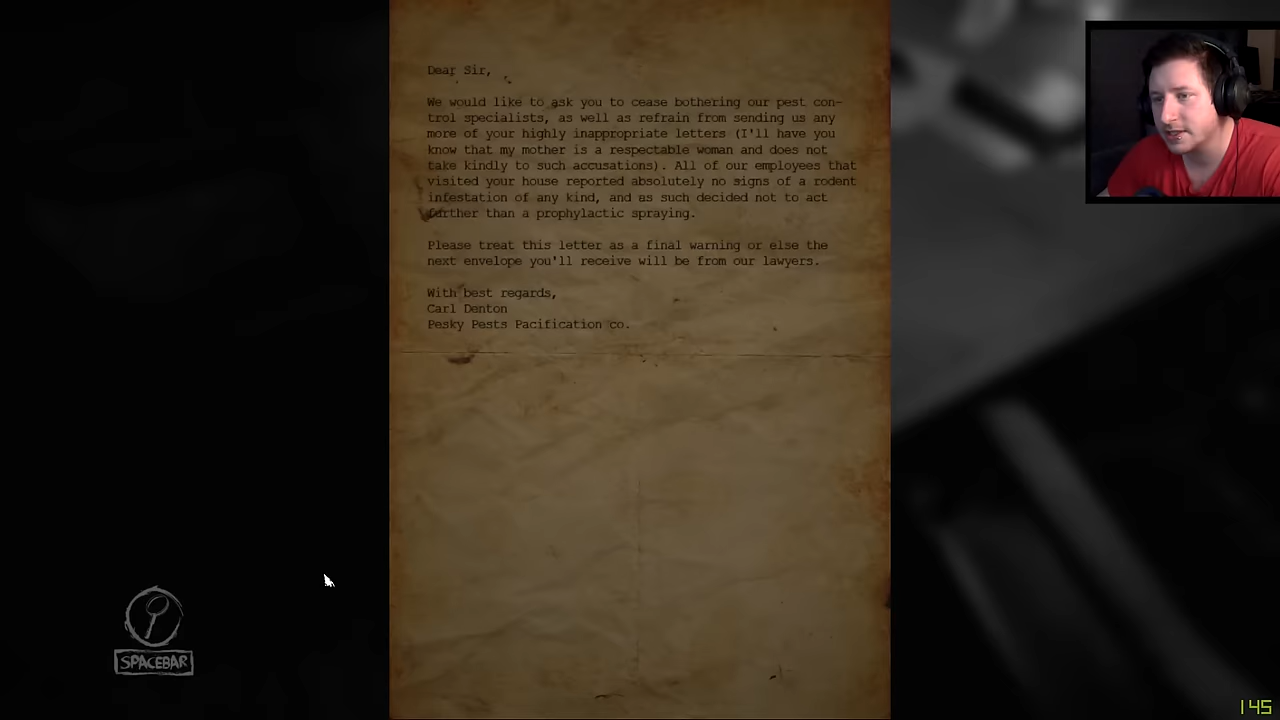 Dear Sir,
We would like to ask you to cease bothering our pest con-
trol specialists, as well as refrain from sending us any
more of your highly inappropriate letters (I'll have you
know that my mother is a respectable woman and does not
take kindly to such accusations). All of our employees that
visited your house reported absolutely no signs of a rodent
infestation of any kind, and as such decided not to act
further than a prophylactic spraying.
Please treat this letter as a final warning or else the
next envelope you'll receive will be from our lawyers.
With best regards,
Carl Denton
Pesky Pests Pacification co.
SPACEBAR
145